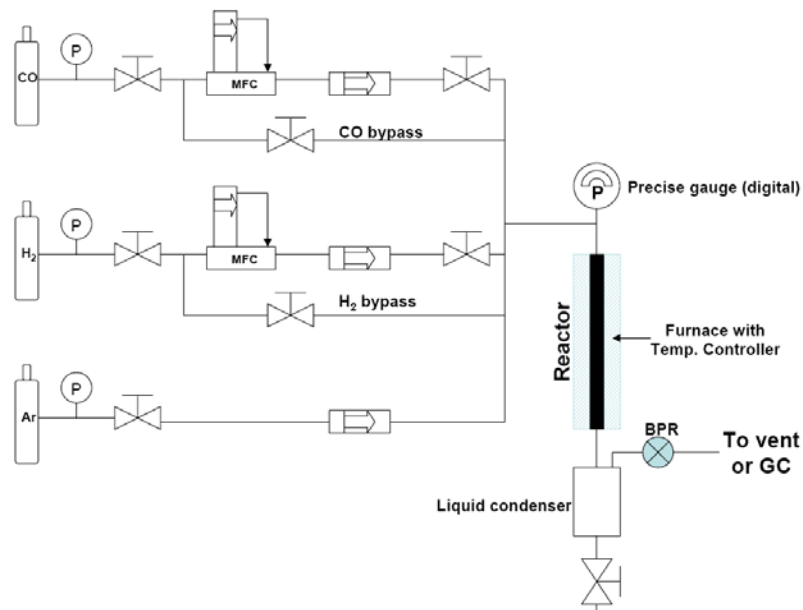 P
CO
MFC
CO bypass
P
Precise gauge (digital)
P
H₂
MFC
H₂ bypass
Reactor
Furnace with
Temp. Controller
P
Ar
BPR
To vent
or GC
Liquid condenser